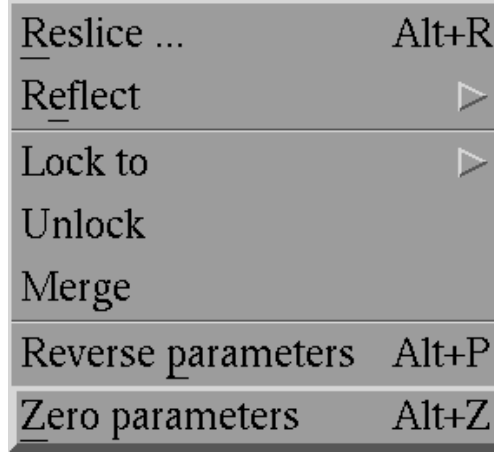 Reslice ... Alt+R
Reflect
Lock to
Unlock
Merge
Reverse parameters Alt+P
Zero parameters Alt+Z